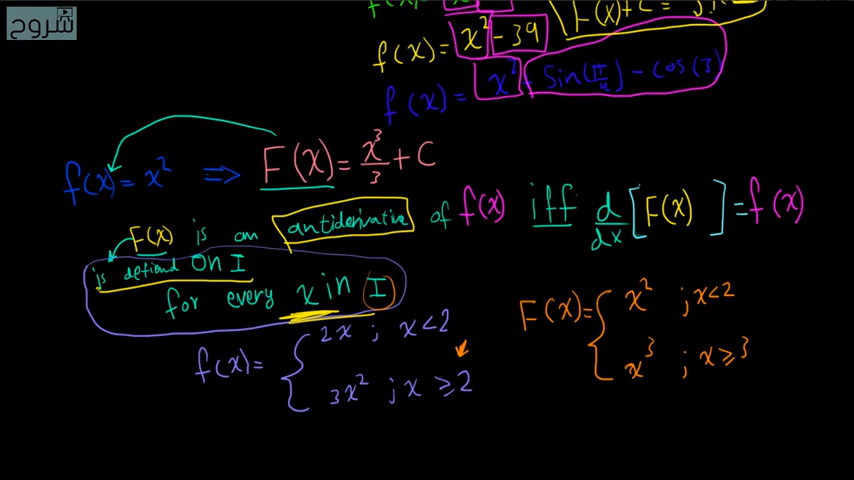 شروح
f(x) = x² - 39
F(x) + C =
f(x) = x² + Sin(π/4) - cos(3)
f(x) = x² ⇒ F(x) = x³/3 + C
F(x) is an antiderivative of f(x) iff d/dx [F(x)] = f(x)
is defined on I
for every x in I
f(x) = { 2x ; x < 2
3x² ; x ≥ 2
F(x) = { x² ; x < 2
x³ ; x ≥ 3